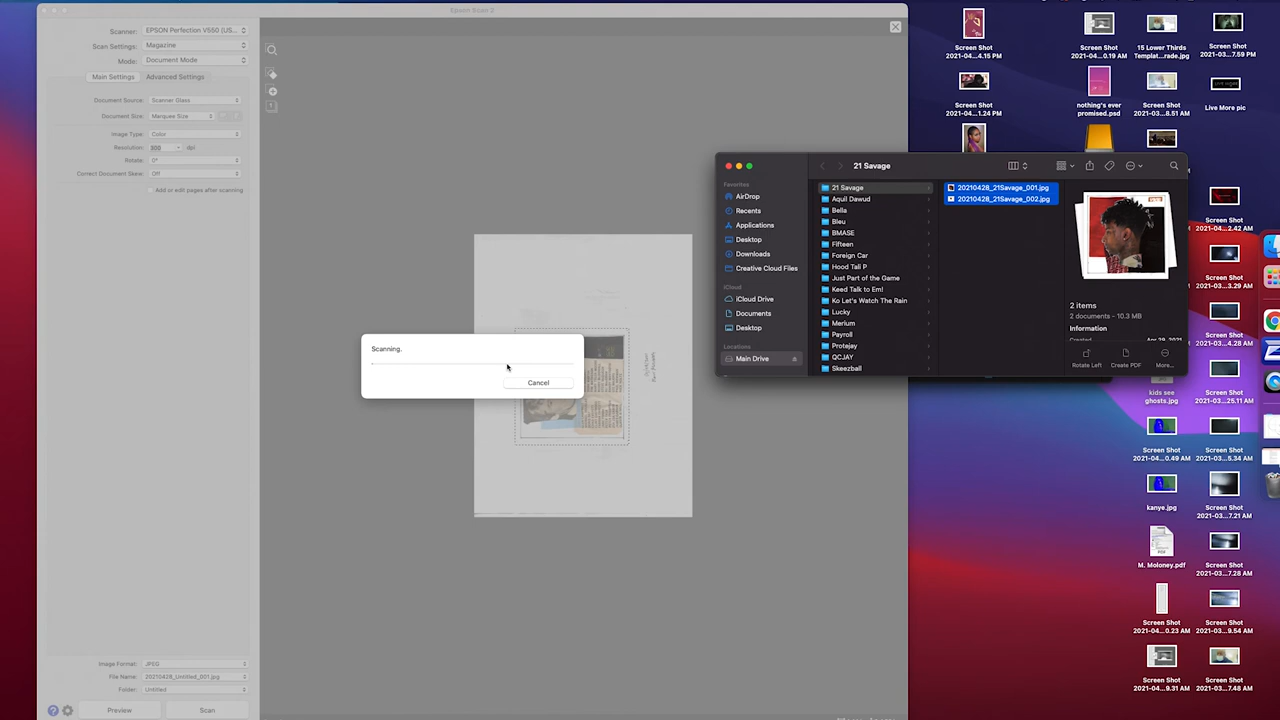 Epson Scan 2
Scanner: EPSON Perfection V550 (US...
Scan Settings: Magazine
Mode: Document Mode
Main Settings Advanced Settings
Document Source: Scanner Glass
Document Size: Marquee Size
Image Type: Color
Resolution: 300 dpi
Rotate: 0°
Correct Document Skew: Off
Add or edit pages after scanning
Image Format: JPEG
File Name: 20210428_Untitled_001.jpg
Folder: Untitled
Preview Scan
Scanning.
Cancel
21 Savage
Favorites
AirDrop
Recents
Applications
Desktop
Downloads
Creative Cloud Files
iCloud
iCloud Drive
Documents
Desktop
Locations
Main Drive
21 Savage
Aquil Dawud
Bella
Bleu
BMASE
Fifteen
Foreign Car
Hood Tali P
Just Part of the Game
Keed Talk to Em!
Ko Let's Watch The Rain
Lucky
Merium
Payroll
Protejay
QCJAY
Skeezball
20210428_21Savage_001.jpg
20210428_21Savage_002.jpg
2 items
2 documents - 10.3 MB
Information
Created Apr 29, 2021
Rotate Left Create PDF More...
Screen Shot
2021-04....4.15 PM
Screen Shot
2021-04...0.19 AM
15 Lower Thirds
Templat...rade.jpg
Screen Shot
2021-03...7.59 PM
Screen Shot
2021-04...1.24 PM
nothing's ever
promised.psd
Screen Shot
2021-03...8.51 AM
Live More pic
Screen Shot
2021-04...2.42 AM
Screen Shot
2021-03...3.29 AM
Screen Shot
2021-03...4.28 AM
kids see
ghosts.jpg
Screen Shot
2021-03...25.11 AM
Screen Shot
2021-04...0.49 AM
Screen Shot
2021-03...5.34 AM
kanye.jpg
Screen Shot
2021-03...7.21 AM
M. Moloney.pdf
Screen Shot
2021-03...7.28 AM
Screen Shot
2021-04...0.23 AM
Screen Shot
2021-03...9.54 AM
Screen Shot
2021-04...9.31 AM
Screen Shot
2021-03...7.48 AM